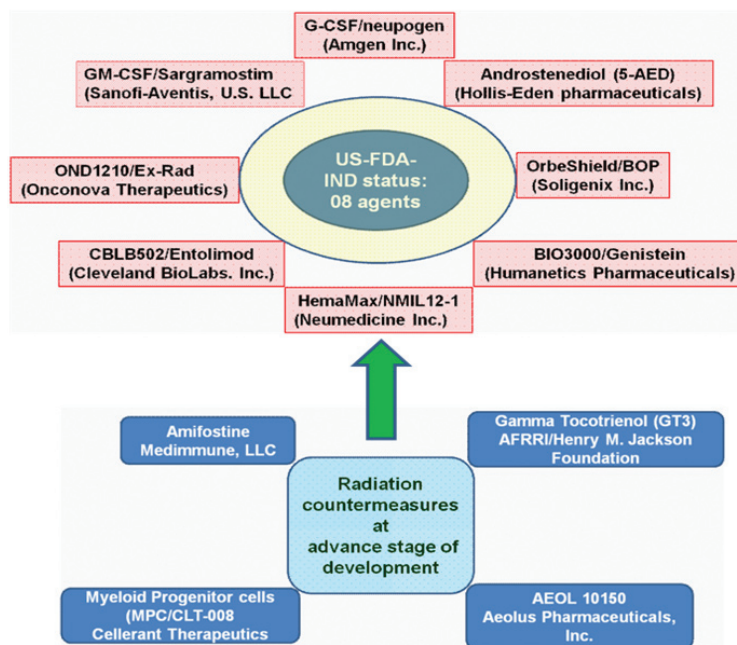 G-CSF/neupogen
(Amgen Inc.)
GM-CSF/Sargramostim
(Sanofi-Aventis, U.S. LLC
Androstenediol (5-AED)
(Hollis-Eden pharmaceuticals)
OND1210/Ex-Rad
(Onconova Therapeutics)
US-FDA-
IND status:
08 agents
OrbeShield/BOP
(Soligenix Inc.)
CBLB502/Entolimod
(Cleveland BioLabs. Inc.)
BIO3000/Genistein
(Humanetics Pharmaceuticals)
HemaMax/NMIL12-1
(Neumedicine Inc.)
Amifostine
Medimmune, LLC
Gamma Tocotrienol (GT3)
AFRRI/Henry M. Jackson
Foundation
Radiation
countermeasures
at
advance stage of
development
Myeloid Progenitor cells
(MPC/CLT-008
Cellerant Therapeutics
AEOL 10150
Aeolus Pharmaceuticals,
Inc.